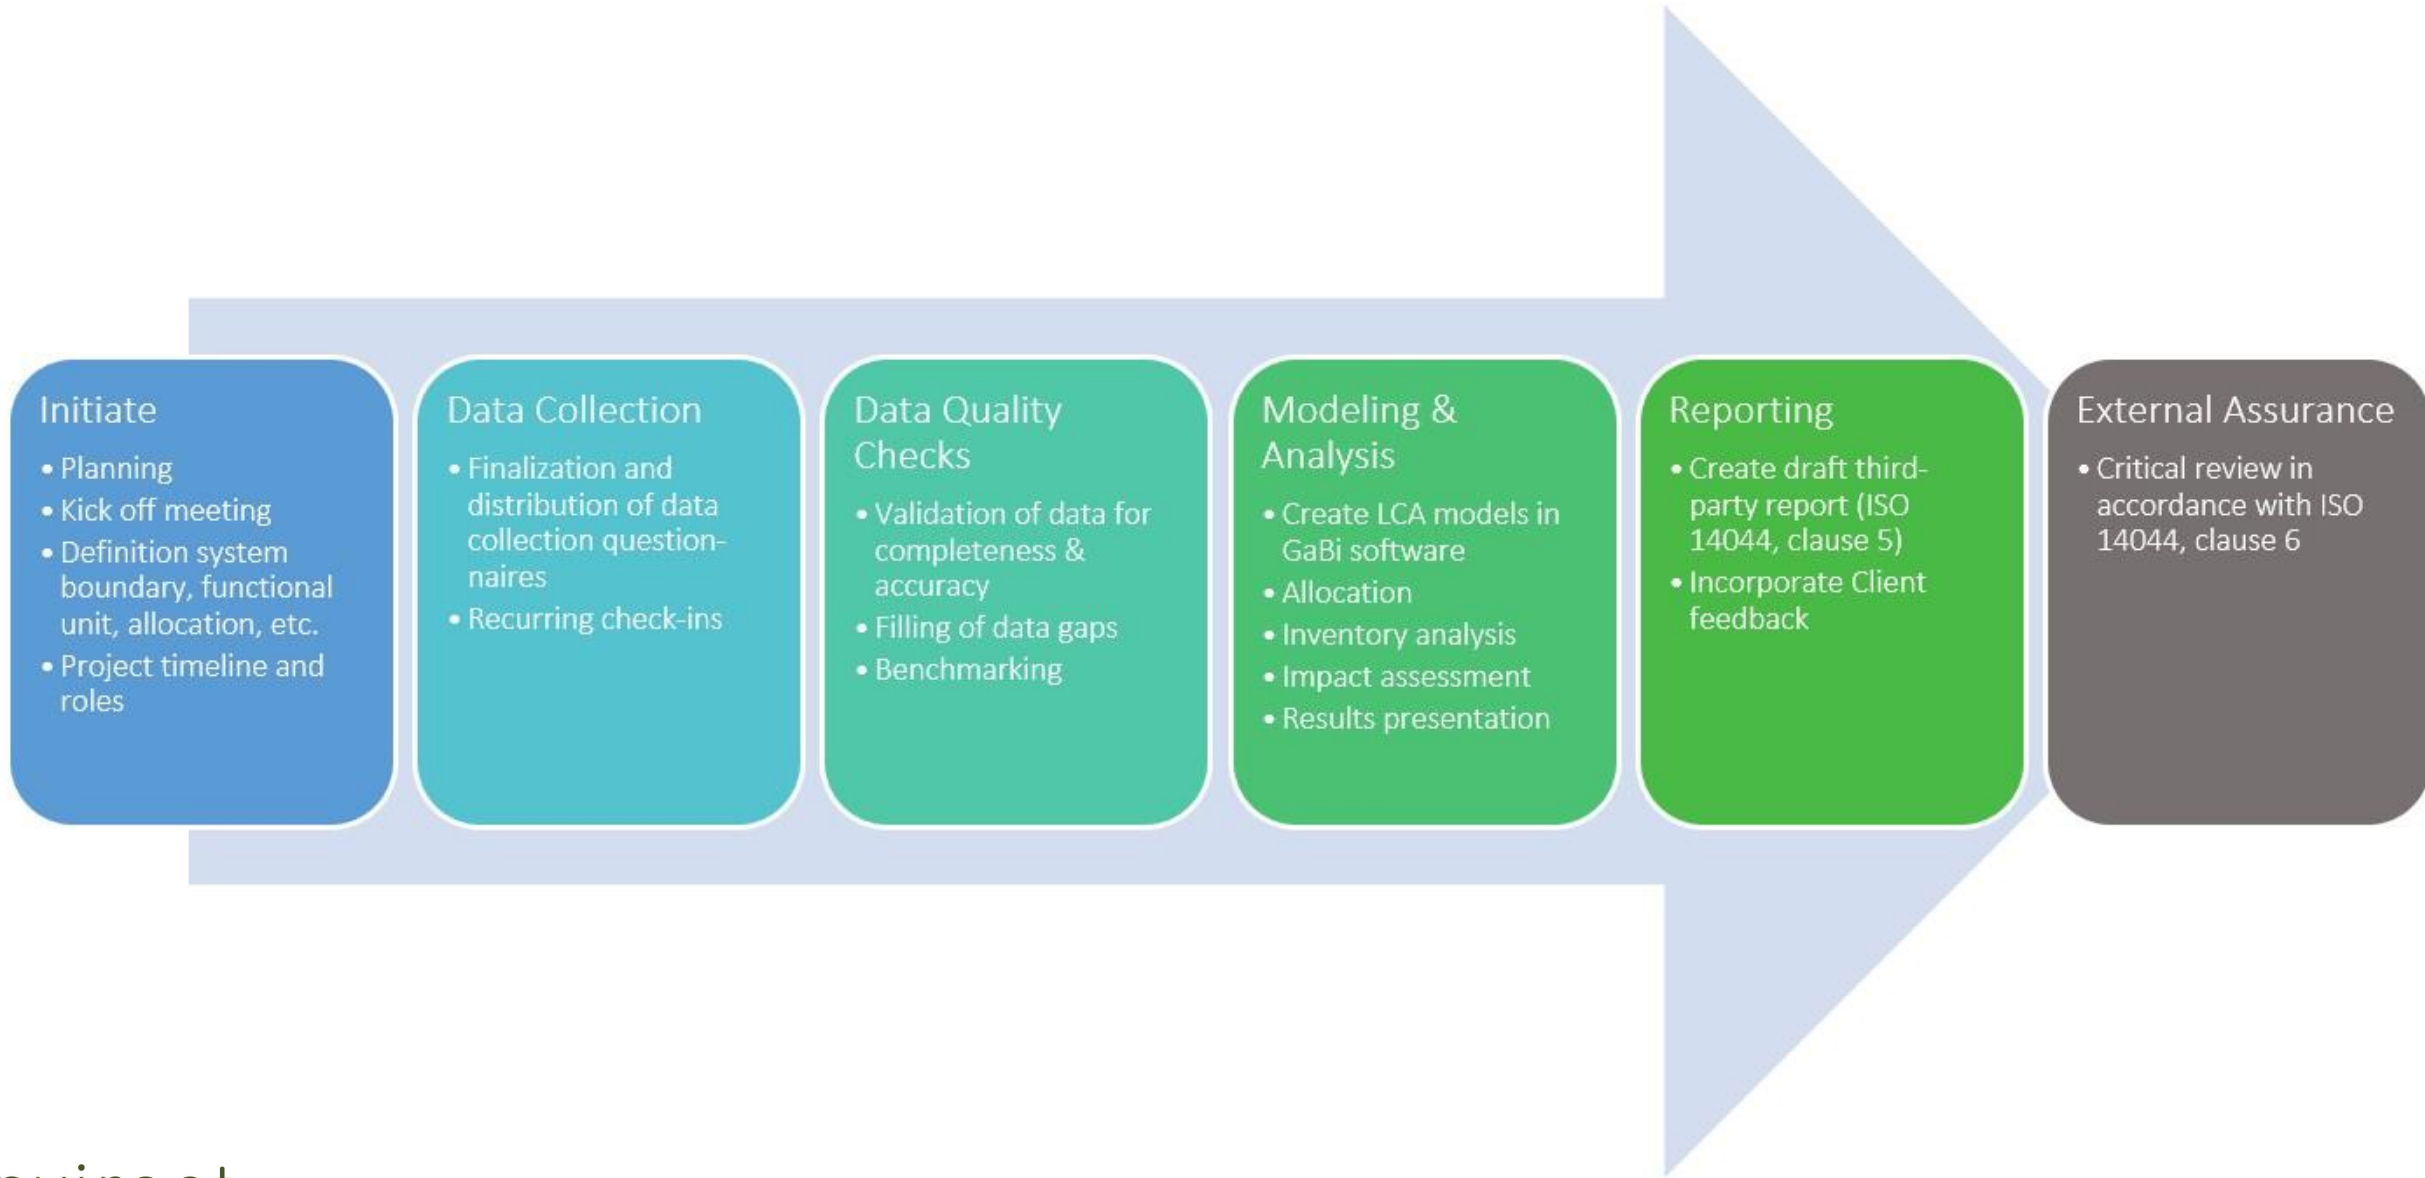 Initiate
• Planning
• Kick off meeting
• Definition system
boundary, functional
unit, allocation, etc.
• Project timeline and
roles
Data Collection
• Finalization and
distribution of data
collection question-
naires
• Recurring check-ins
Data Quality
Checks
• Validation of data for
completeness &
accuracy
• Filling of data gaps
• Benchmarking
Modeling &
Analysis
• Create LCA models in
GaBi software
• Allocation
• Inventory analysis
• Impact assessment
• Results presentation
Reporting
• Create draft third-
party report (ISO
14044, clause 5)
• Incorporate Client
feedback
External Assurance
• Critical review in
accordance with ISO
14044, clause 6